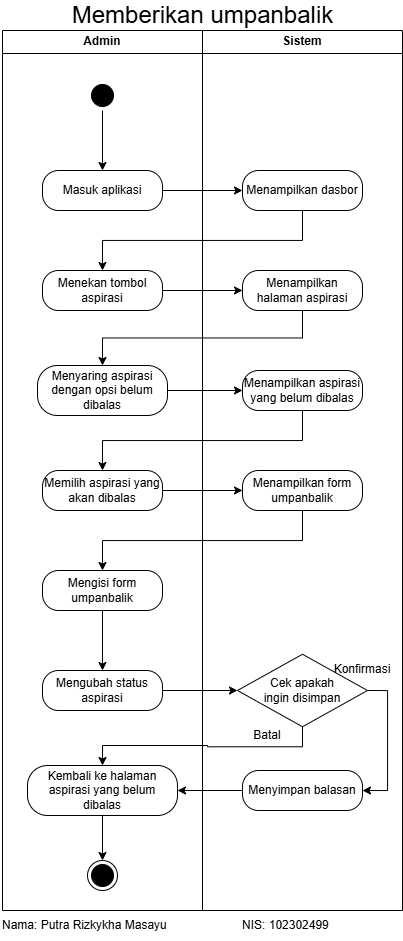 Memberikan umpanbalik
Admin
Sistem
Masuk aplikasi
Menampilkan dasbor
Menekan tombol
aspirasi
Menampilkan
halaman aspirasi
Menyaring aspirasi
dengan opsi belum
dibalas
Menampilkan aspirasi
yang belum dibalas
Memilih aspirasi yang
akan dibalas
Menampilkan form
umpanbalik
Mengisi form
umpanbalik
Mengubah status
aspirasi
Cek apakah
ingin disimpan
Konfirmasi
Batal
Kembali ke halaman
aspirasi yang belum
dibalas
Menyimpan balasan
Nama: Putra Rizkykha Masayu
NIS: 102302499